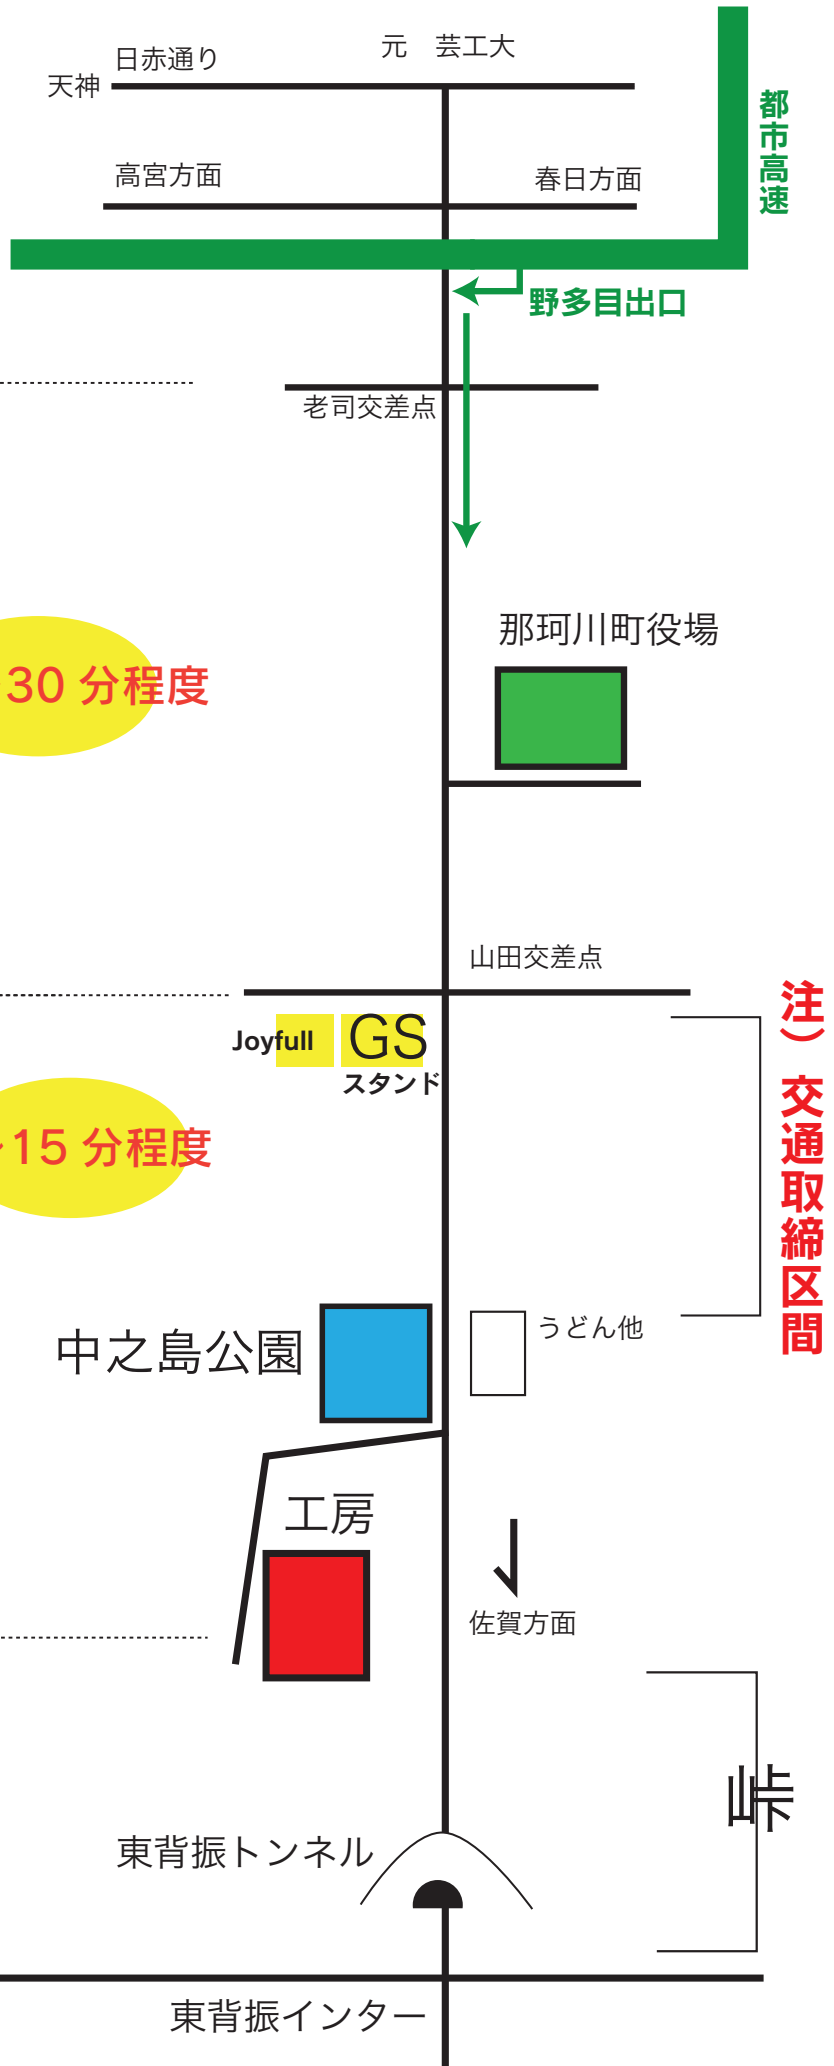 元 芸工大
日赤通り
天神
都市高速
高宮方面
春日方面
野多目出口
老司交差点
那珂川町役場
30 分程度
山田交差点
注）交通取締区間
Joyfull
GS
スタンド
15 分程度
うどん他
中之島公園
工房
佐賀方面
峠
東背振トンネル
東背振インター